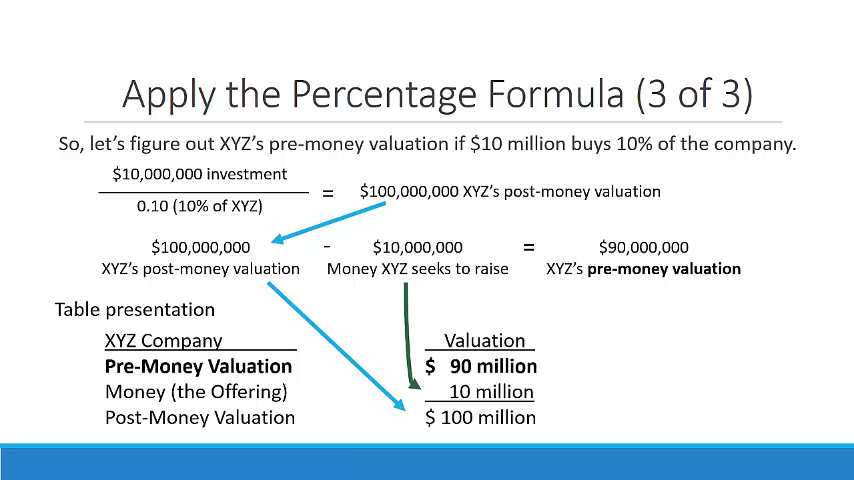 Apply the Percentage Formula (3 of 3)
So, let’s figure out XYZ’s pre-money valuation if $10 million buys 10% of the company.
$10,000,000 investment
0.10 (10% of XYZ)
= $100,000,000 XYZ’s post-money valuation
$100,000,000 - $10,000,000 = $90,000,000
XYZ’s post-money valuation Money XYZ seeks to raise XYZ’s pre-money valuation
Table presentation
XYZ Company Valuation
Pre-Money Valuation $ 90 million
Money (the Offering) 10 million
Post-Money Valuation $ 100 million